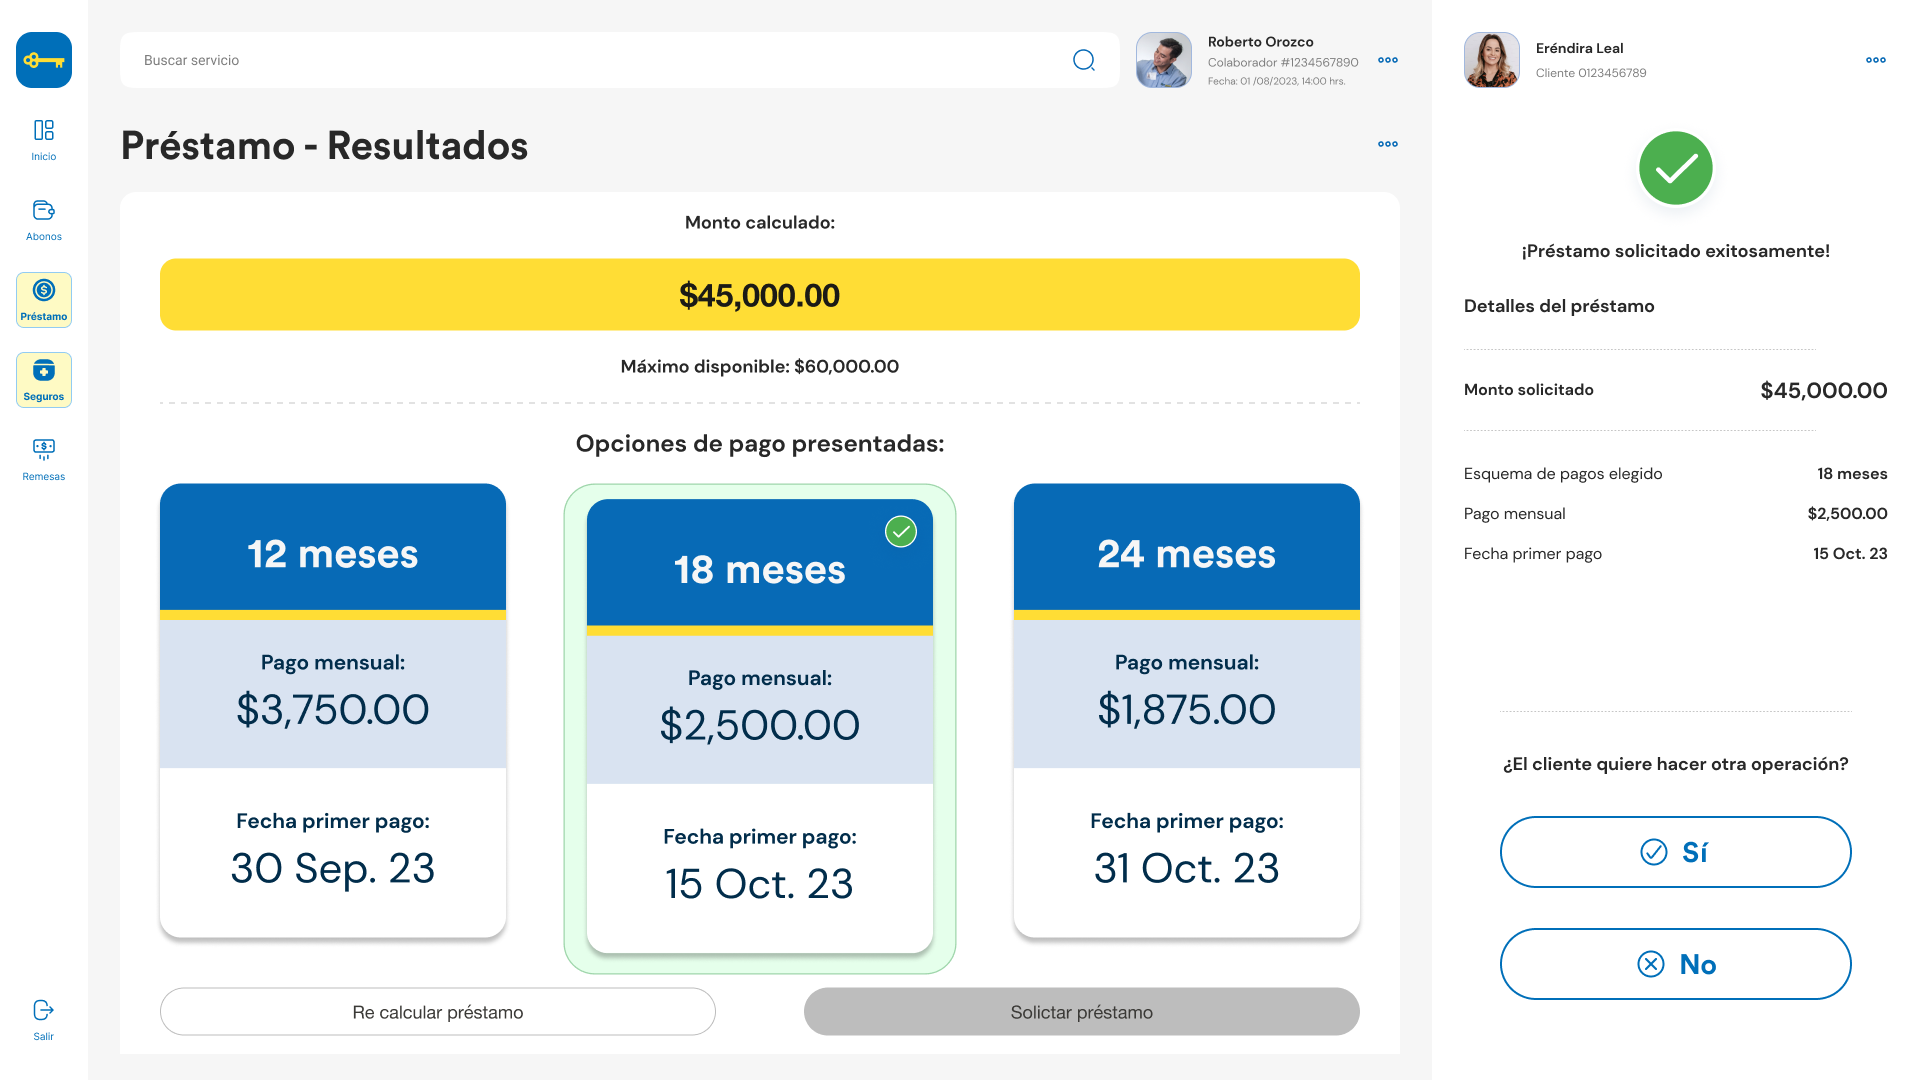 Inicio
Abonos
Préstamo
Seguros
Remesas
Salir
Buscar servicio
Roberto Orozco
Colaborador #1234567890
Fecha: 01 /08/2023, 14:00 hrs.
Préstamo - Resultados
Monto calculado:
$45,000.00
Máximo disponible: $60,000.00
Opciones de pago presentadas:
12 meses
Pago mensual:
$3,750.00
Fecha primer pago:
30 Sep. 23
18 meses
Pago mensual:
$2,500.00
Fecha primer pago:
15 Oct. 23
24 meses
Pago mensual:
$1,875.00
Fecha primer pago:
31 Oct. 23
Re calcular préstamo
Solictar préstamo
Eréndira Leal
Cliente 0123456789
¡Préstamo solicitado exitosamente!
Detalles del préstamo
Monto solicitado $45,000.00
Esquema de pagos elegido 18 meses
Pago mensual $2,500.00
Fecha primer pago 15 Oct. 23
¿El cliente quiere hacer otra operación?
Sí
No